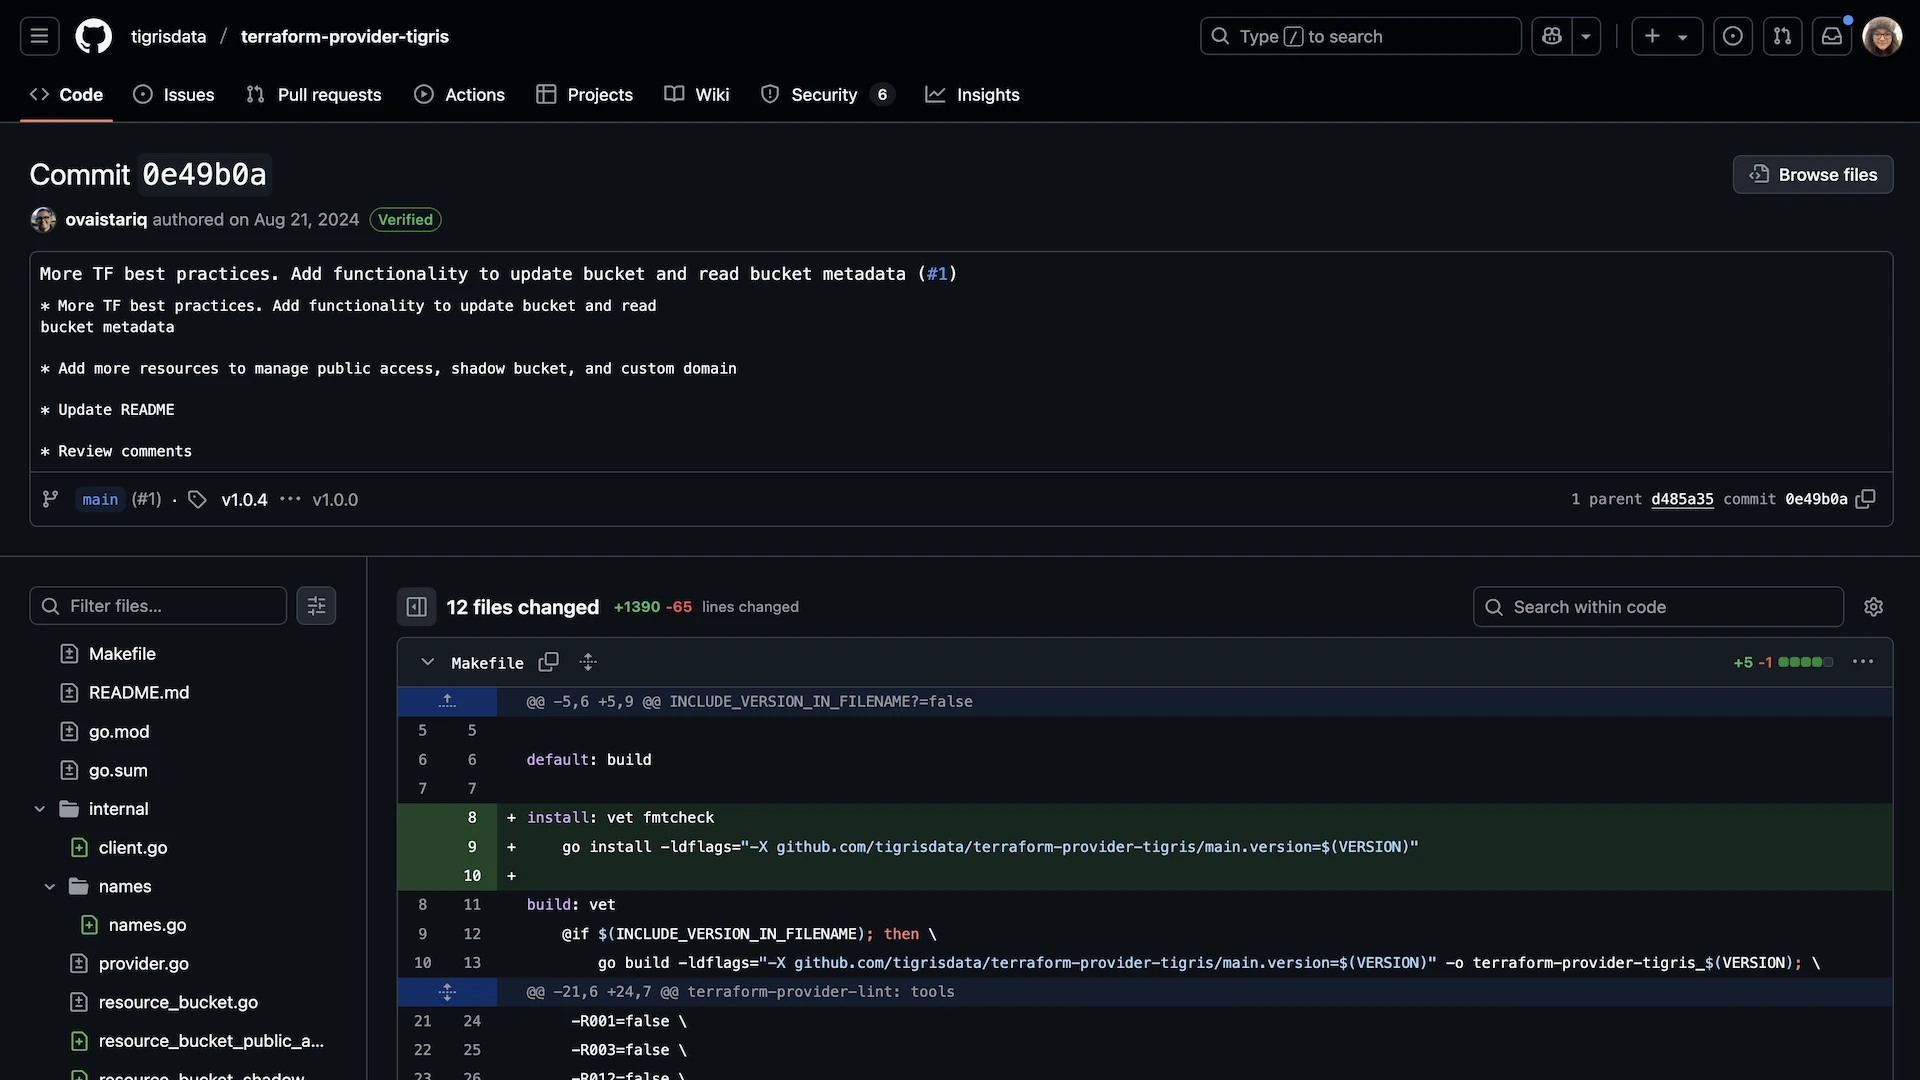 tigrisdata / terraform-provider-tigris
Type / to search
Code
Issues
Pull requests
Actions
Projects
Wiki
Security 6
Insights
Commit 0e49b0a
Browse files
ovaistariq authored on Aug 21, 2024 Verified
More TF best practices. Add functionality to update bucket and read bucket metadata (#1)
* More TF best practices. Add functionality to update bucket and read
bucket metadata
* Add more resources to manage public access, shadow bucket, and custom domain
* Update README
* Review comments
main (#1) · v1.0.4 ··· v1.0.0
1 parent d485a35 commit 0e49b0a
Filter files...
Makefile
README.md
go.mod
go.sum
internal
client.go
names
names.go
provider.go
resource_bucket.go
resource_bucket_public_a...
resource_bucket_shadow
12 files changed +1390 -65 lines changed
Search within code
Makefile
+5 -1
@@ -5,6 +5,9 @@ INCLUDE_VERSION_IN_FILENAME?=false
5 5
6 6 default: build
7 7
8 + install: vet fmtcheck
9 + go install -ldflags="-X github.com/tigrisdata/terraform-provider-tigris/main.version=$(VERSION)"
10 +
8 11 build: vet
9 12 @if $(INCLUDE_VERSION_IN_FILENAME); then \
10 13 go build -ldflags="-X github.com/tigrisdata/terraform-provider-tigris/main.version=$(VERSION)" -o terraform-provider-tigris_$(VERSION); \
@@ -21,6 +24,7 @@ terraform-provider-lint: tools
21 24 -R001=false \
22 25 -R003=false \
23 26 -R012=false \